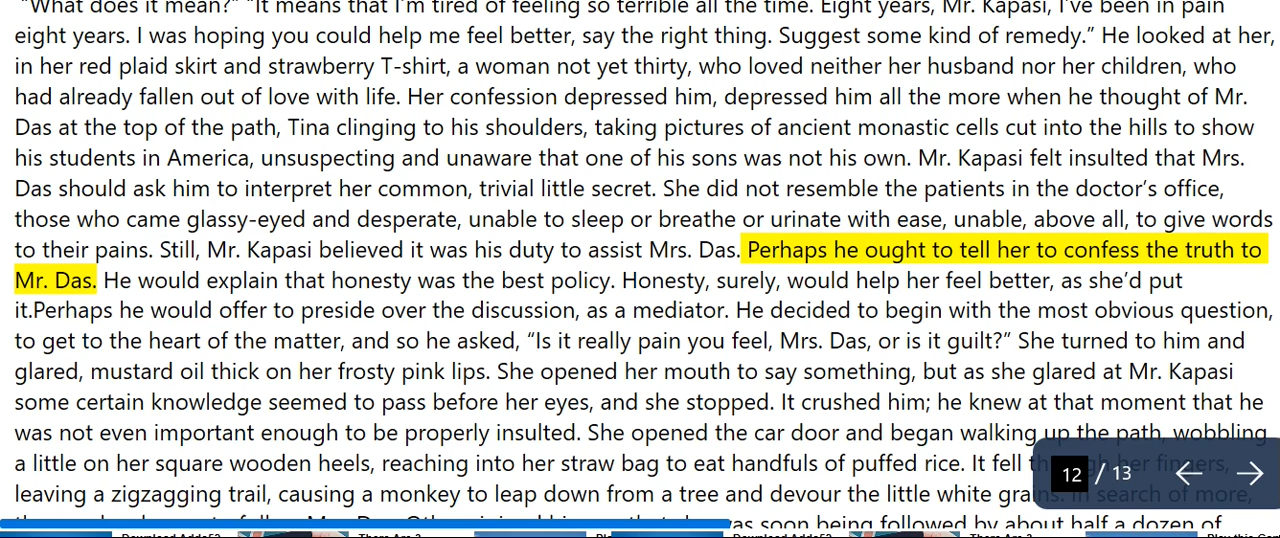 “What does it mean?” “It means that I’m tired of feeling so terrible all the time. Eight years, Mr. Kapasi, I’ve been in pain
eight years. I was hoping you could help me feel better, say the right thing. Suggest some kind of remedy.” He looked at her,
in her red plaid skirt and strawberry T-shirt, a woman not yet thirty, who loved neither her husband nor her children, who
had already fallen out of love with life. Her confession depressed him, depressed him all the more when he thought of Mr.
Das at the top of the path, Tina clinging to his shoulders, taking pictures of ancient monastic cells cut into the hills to show
his students in America, unsuspecting and unaware that one of his sons was not his own. Mr. Kapasi felt insulted that Mrs.
Das should ask him to interpret her common, trivial little secret. She did not resemble the patients in the doctor’s office,
those who came glassy-eyed and desperate, unable to sleep or breathe or urinate with ease, unable, above all, to give words
to their pains. Still, Mr. Kapasi believed it was his duty to assist Mrs. Das. Perhaps he ought to tell her to confess the truth to
Mr. Das. He would explain that honesty was the best policy. Honesty, surely, would help her feel better, as she’d put
it.Perhaps he would offer to preside over the discussion, as a mediator. He decided to begin with the most obvious question,
to get to the heart of the matter, and so he asked, “Is it really pain you feel, Mrs. Das, or is it guilt?” She turned to him and
glared, mustard oil thick on her frosty pink lips. She opened her mouth to say something, but as she glared at Mr. Kapasi
some certain knowledge seemed to pass before her eyes, and she stopped. It crushed him; he knew at that moment that he
was not even important enough to be properly insulted. She opened the car door and began walking up the path, wobbling
a little on her square wooden heels, reaching into her straw bag to eat handfuls of puffed rice. It fell through her fingers,
leaving a zigzagging trail, causing a monkey to leap down from a tree and devour the little white grains. In search of more,
12 / 13
was soon being followed by about half a dozen of